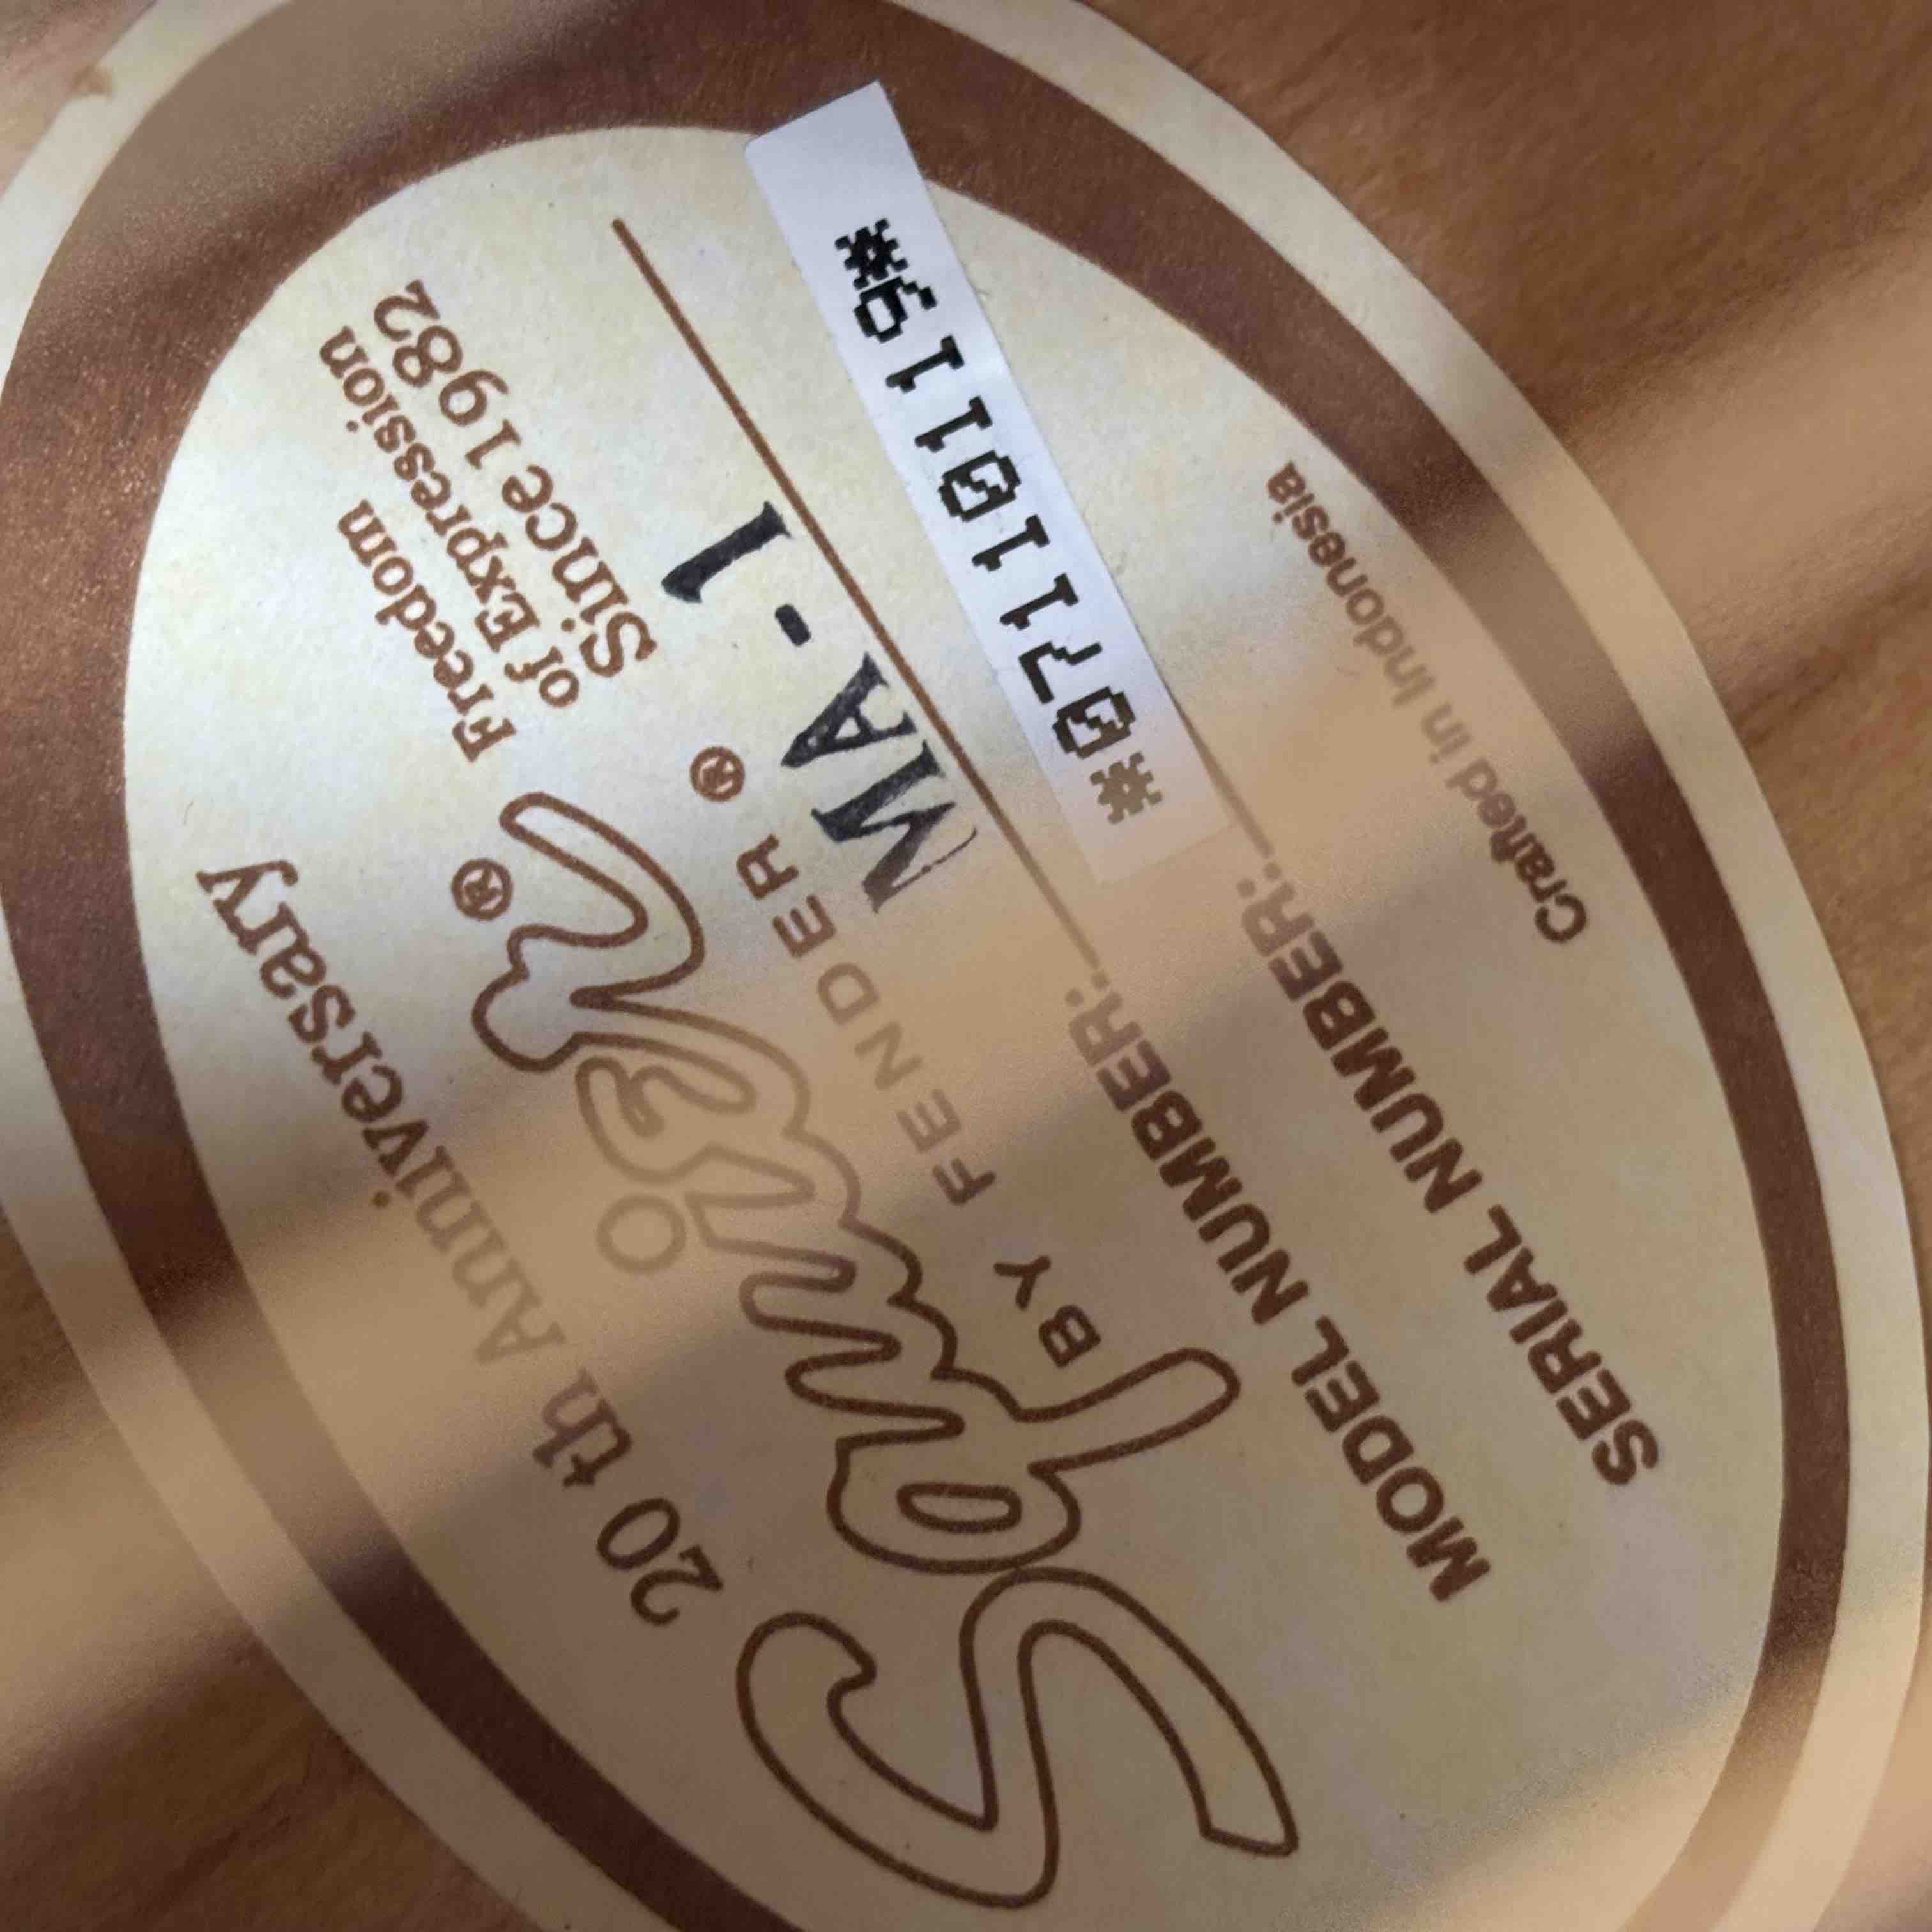 20 th Anniversary
Squier®
BY FENDER®
Freedom
of Expression
Since 1982
MODEL NUMBER: MA-1
SERIAL NUMBER: *07110119*
Crafted in Indonesia